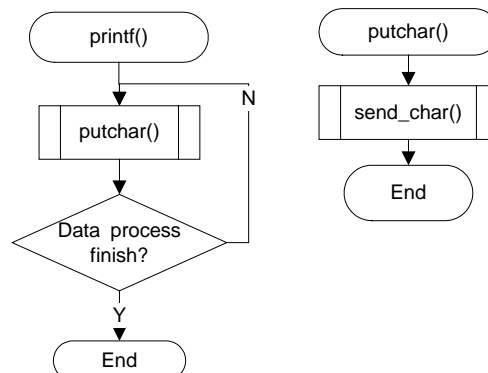 printf()
N
putchar()
Data process
finish?
Y
End
putchar()
send_char()
End